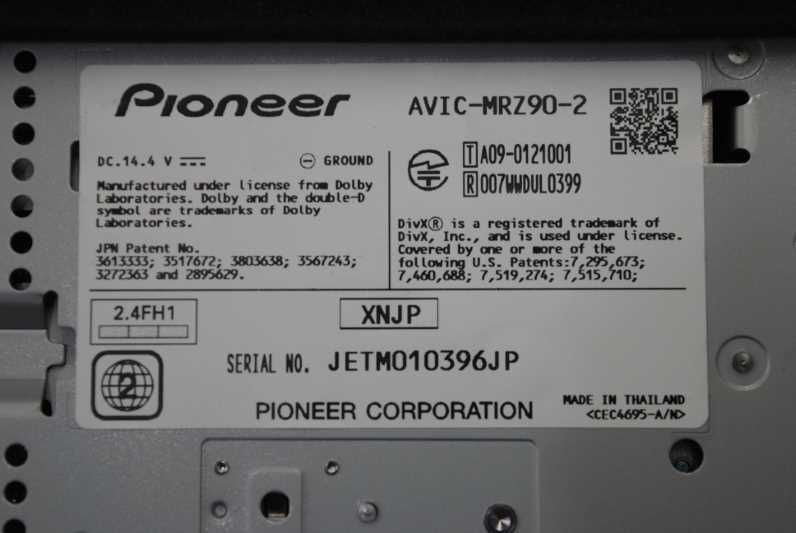 Pioneer
AVIC-MRZ90-2
DC.14.4 V
GROUND
T A09-0121001
R 007WWDUL0399
Manufactured under license from Dolby
Laboratories. Dolby and the double-D
symbol are trademarks of Dolby
Laboratories.
JPN Patent No.
3613333; 3517672; 3803638; 3567243;
3272363 and 2895629.
DivX® is a registered trademark of
DivX, Inc., and is used under license.
Covered by one or more of the
following U.S. Patents:7,295,673;
7,460,688; 7,519,274; 7,515,710;
2.4FH1
XNJP
2
SERIAL NO. JETM010396JP
PIONEER CORPORATION
MADE IN THAILAND
<CEC4695-A/N>